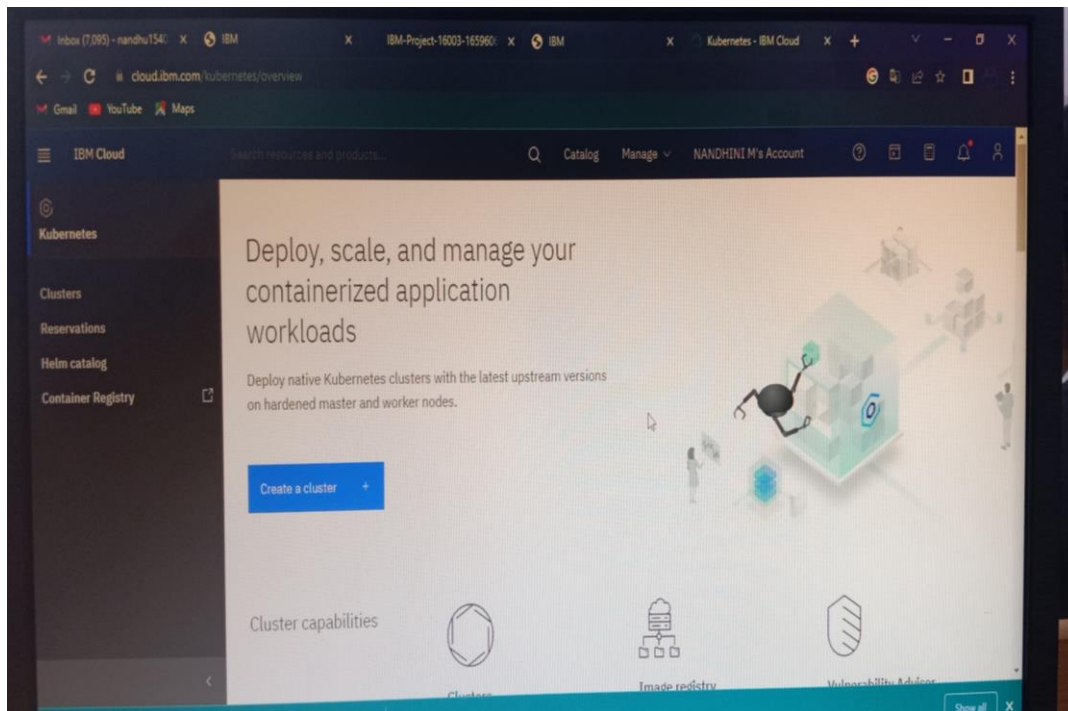 Inbox (7,095) - nandhu154
IBM
IBM-Project-16003-165960
IBM
Kubernetes - IBM Cloud
cloud.ibm.com/kubernetes/overview
Gmail
YouTube
Maps
IBM Cloud
Search resources and products...
Catalog
Manage
NANDHINI M's Account
Kubernetes
Clusters
Reservations
Helm catalog
Container Registry
Deploy, scale, and manage your
containerized application
workloads
Deploy native Kubernetes clusters with the latest upstream versions
on hardened master and worker nodes.
Create a cluster +
Cluster capabilities
Clusters
Image registry
Vulnerability Advisor
Show all